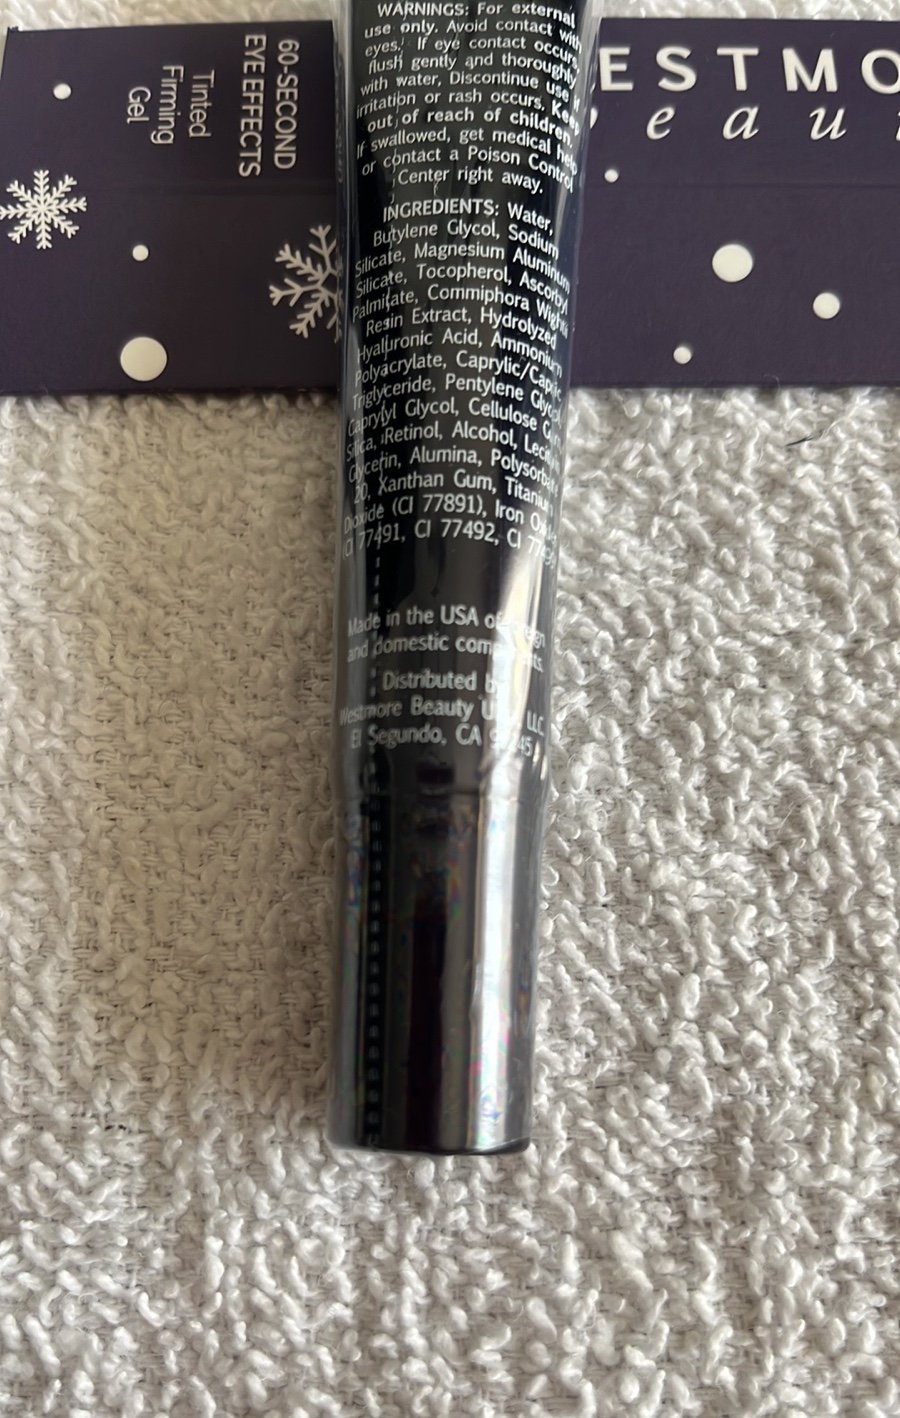 60-SECOND
EYE EFFECTS
Tinted
Firming
Gel
ESTMO
eau
WARNINGS: For external
use only. Avoid contact with
eyes. If eye contact occurs,
flush gently and thoroughly
with water, Discontinue use if
irritation or rash occurs. Keep
out of reach of children.
If swallowed, get medical help
or contact a Poison Control
Center right away.
INGREDIENTS: Water,
Butylene Glycol, Sodium
Silicate, Magnesium Aluminum
Silicate, Tocopherol, Ascorbyl
Palmitate, Commiphora
Resin Extract, Hydrolyzed
Hyaluronic Acid, Ammonium
Polyacrylate, Caprylic/Capric
Triglyceride, Pentylene Glycol,
Caprylyl Glycol, Cellulose Gum,
Silica, Retinol, Alcohol, Lecithin,
Glycerin, Alumina, Polysorbate
20, Xanthan Gum, Titanium
Dioxide (CI 77891), Iron
CI 77491, CI 77492, CI
Made in the USA of
and domestic
Distributed
Westmore Beauty LLC.
El Segundo, CA